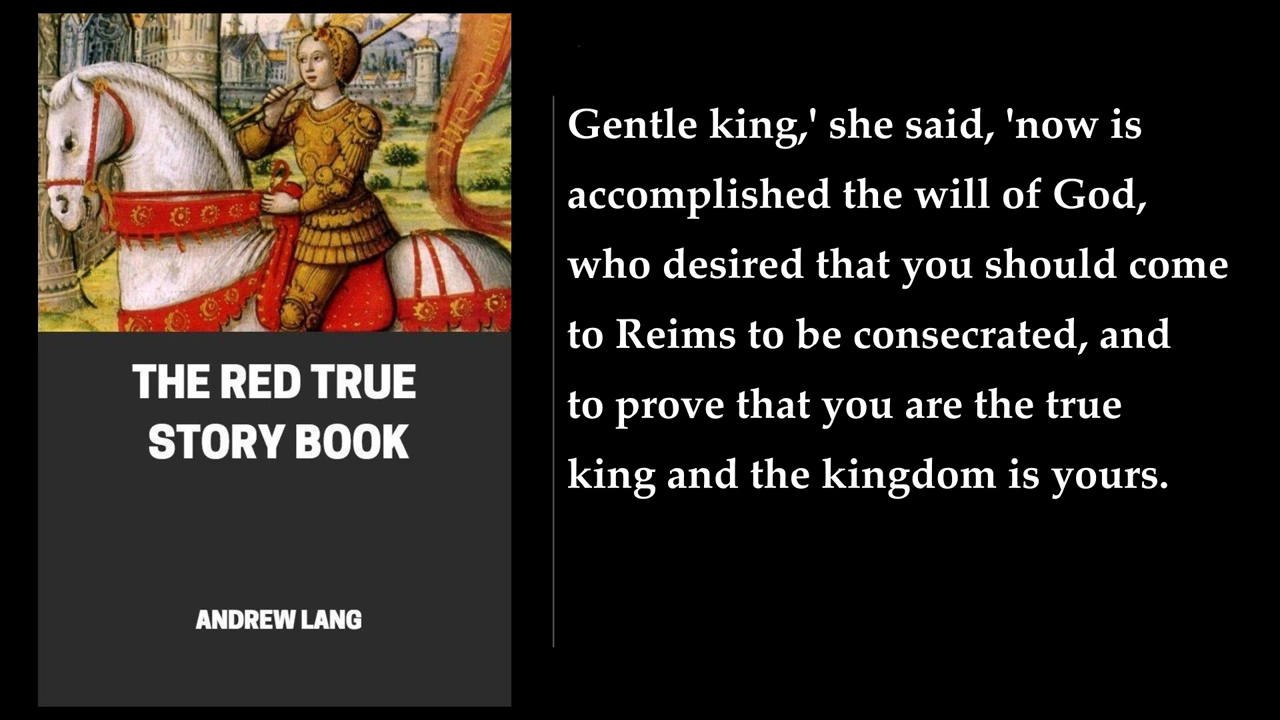 THE RED TRUE
STORY BOOK
ANDREW LANG
Gentle king,' she said, 'now is
accomplished the will of God,
who desired that you should come
to Reims to be consecrated, and
to prove that you are the true
king and the kingdom is yours.